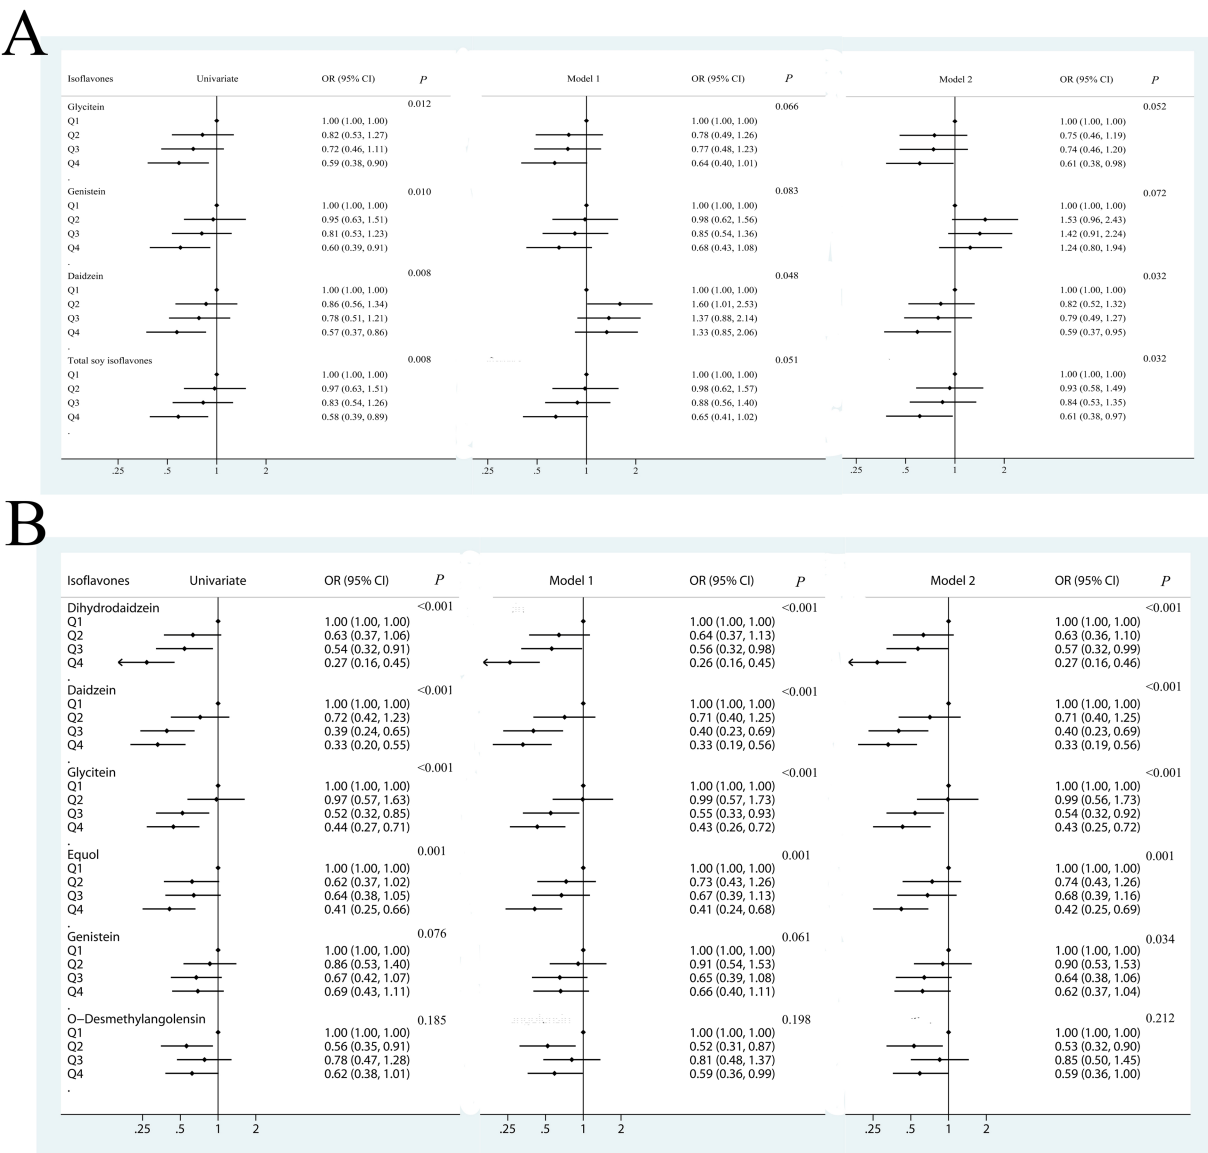 A
Isoflavones Univariate OR (95% CI) P Model 1 OR (95% CI) P Model 2 OR (95% CI) P
Glycitein 0.012 0.066 0.052
Q1 1.00 (1.00, 1.00) 1.00 (1.00, 1.00) 1.00 (1.00, 1.00)
Q2 0.82 (0.53, 1.27) 0.78 (0.49, 1.26) 0.75 (0.46, 1.19)
Q3 0.72 (0.46, 1.11) 0.77 (0.48, 1.23) 0.74 (0.46, 1.20)
Q4 0.59 (0.38, 0.90) 0.64 (0.40, 1.01) 0.61 (0.38, 0.98)
.
Genistein 0.010 0.083 0.072
Q1 1.00 (1.00, 1.00) 1.00 (1.00, 1.00) 1.00 (1.00, 1.00)
Q2 0.95 (0.63, 1.51) 0.98 (0.62, 1.56) 1.53 (0.96, 2.43)
Q3 0.81 (0.53, 1.23) 0.85 (0.54, 1.36) 1.42 (0.91, 2.24)
Q4 0.60 (0.39, 0.91) 0.68 (0.43, 1.08) 1.24 (0.80, 1.94)
.
Daidzein 0.008 0.048 0.032
Q1 1.00 (1.00, 1.00) 1.00 (1.00, 1.00) 1.00 (1.00, 1.00)
Q2 0.86 (0.56, 1.34) 1.60 (1.01, 2.53) 0.82 (0.52, 1.32)
Q3 0.78 (0.51, 1.21) 1.37 (0.88, 2.14) 0.79 (0.49, 1.27)
Q4 0.57 (0.37, 0.86) 1.33 (0.85, 2.06) 0.59 (0.37, 0.95)
.
Total soy isoflavones 0.008 0.051 0.032
Q1 1.00 (1.00, 1.00) 1.00 (1.00, 1.00) 1.00 (1.00, 1.00)
Q2 0.97 (0.63, 1.51) 0.98 (0.62, 1.57) 0.93 (0.58, 1.49)
Q3 0.83 (0.54, 1.26) 0.88 (0.56, 1.40) 0.84 (0.53, 1.35)
Q4 0.58 (0.39, 0.89) 0.65 (0.41, 1.02) 0.61 (0.38, 0.97)
.
.25 .5 1 2 .25 .5 1 2 .25 .5 1 2
B
Isoflavones Univariate OR (95% CI) P Model 1 OR (95% CI) P Model 2 OR (95% CI) P
Dihydrodaidzein <0.001 <0.001 <0.001
Q1 1.00 (1.00, 1.00) 1.00 (1.00, 1.00) 1.00 (1.00, 1.00)
Q2 0.63 (0.37, 1.06) 0.64 (0.37, 1.13) 0.63 (0.36, 1.10)
Q3 0.54 (0.32, 0.91) 0.56 (0.32, 0.98) 0.57 (0.32, 0.99)
Q4 0.27 (0.16, 0.45) 0.26 (0.16, 0.45) 0.27 (0.16, 0.46)
.
Daidzein <0.001 <0.001 <0.001
Q1 1.00 (1.00, 1.00) 1.00 (1.00, 1.00) 1.00 (1.00, 1.00)
Q2 0.72 (0.42, 1.23) 0.71 (0.40, 1.25) 0.71 (0.40, 1.25)
Q3 0.39 (0.24, 0.65) 0.40 (0.23, 0.69) 0.40 (0.23, 0.69)
Q4 0.33 (0.20, 0.55) 0.33 (0.19, 0.56) 0.33 (0.19, 0.56)
.
Glycitein <0.001 <0.001 <0.001
Q1 1.00 (1.00, 1.00) 1.00 (1.00, 1.00) 1.00 (1.00, 1.00)
Q2 0.97 (0.57, 1.63) 0.99 (0.57, 1.73) 0.99 (0.56, 1.73)
Q3 0.52 (0.32, 0.85) 0.55 (0.33, 0.93) 0.54 (0.32, 0.92)
Q4 0.44 (0.27, 0.71) 0.43 (0.26, 0.72) 0.43 (0.25, 0.72)
.
Equol 0.001 0.001 0.001
Q1 1.00 (1.00, 1.00) 1.00 (1.00, 1.00) 1.00 (1.00, 1.00)
Q2 0.62 (0.37, 1.02) 0.73 (0.43, 1.26) 0.74 (0.43, 1.26)
Q3 0.64 (0.38, 1.05) 0.67 (0.39, 1.13) 0.68 (0.39, 1.16)
Q4 0.41 (0.25, 0.66) 0.41 (0.24, 0.68) 0.42 (0.25, 0.69)
.
Genistein 0.076 0.061 0.034
Q1 1.00 (1.00, 1.00) 1.00 (1.00, 1.00) 1.00 (1.00, 1.00)
Q2 0.86 (0.53, 1.40) 0.91 (0.54, 1.53) 0.90 (0.53, 1.53)
Q3 0.67 (0.42, 1.07) 0.65 (0.39, 1.08) 0.64 (0.38, 1.06)
Q4 0.69 (0.43, 1.11) 0.66 (0.40, 1.11) 0.62 (0.37, 1.04)
.
O−Desmethylangolensin 0.185 0.198 0.212
Q1 1.00 (1.00, 1.00) 1.00 (1.00, 1.00) 1.00 (1.00, 1.00)
Q2 0.56 (0.35, 0.91) 0.52 (0.31, 0.87) 0.53 (0.32, 0.90)
Q3 0.78 (0.47, 1.28) 0.81 (0.48, 1.37) 0.85 (0.50, 1.45)
Q4 0.62 (0.38, 1.01) 0.59 (0.36, 0.99) 0.59 (0.36, 1.00)
.
.25 .5 1 2 .25 .5 1 2 .25 .5 1 2